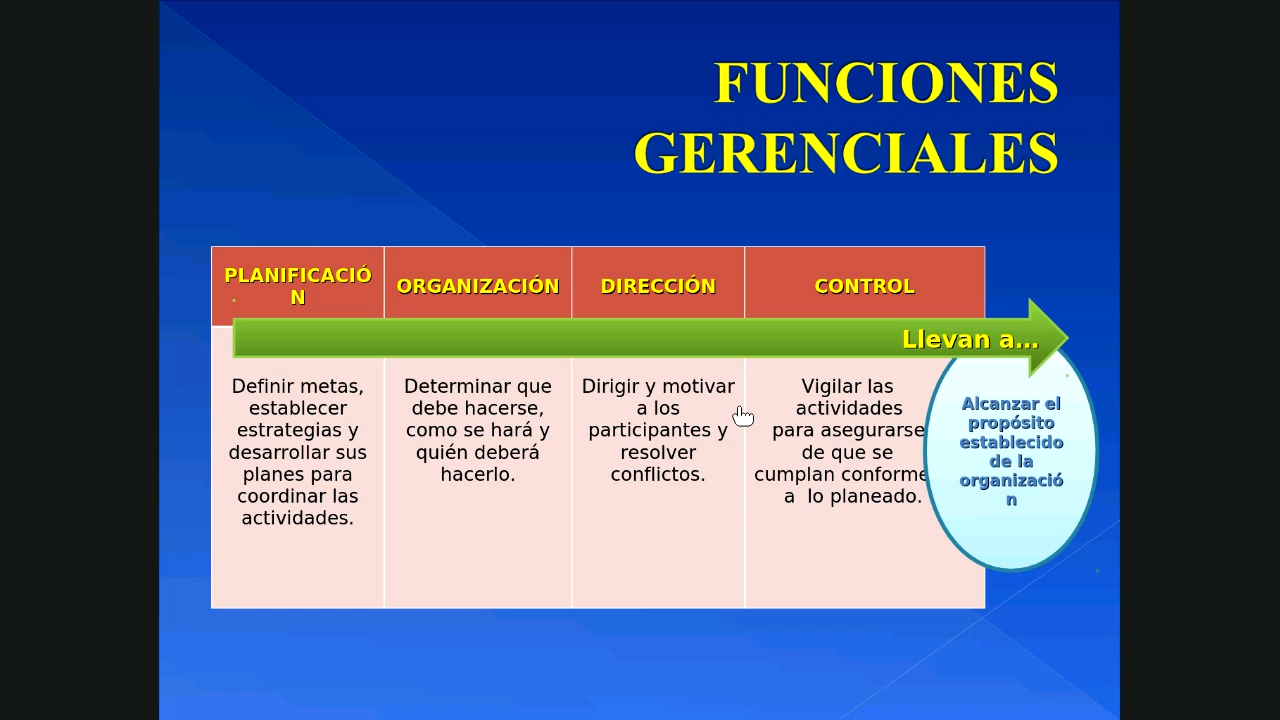 FUNCIONES
GERENCIALES
PLANIFICACIÓ
N
ORGANIZACIÓN
DIRECCIÓN
CONTROL
Llevan a...
Definir metas,
establecer
estrategias y
desarrollar sus
planes para
coordinar las
actividades.
Determinar que
debe hacerse,
como se hará y
quién deberá
hacerlo.
Dirigir y motivar
a los
participantes y
resolver
conflictos.
Vigilar las
actividades
para asegurarse
de que se
cumplan conforme
a lo planeado.
Alcanzar el
propósito
establecido
de la
organizació
n